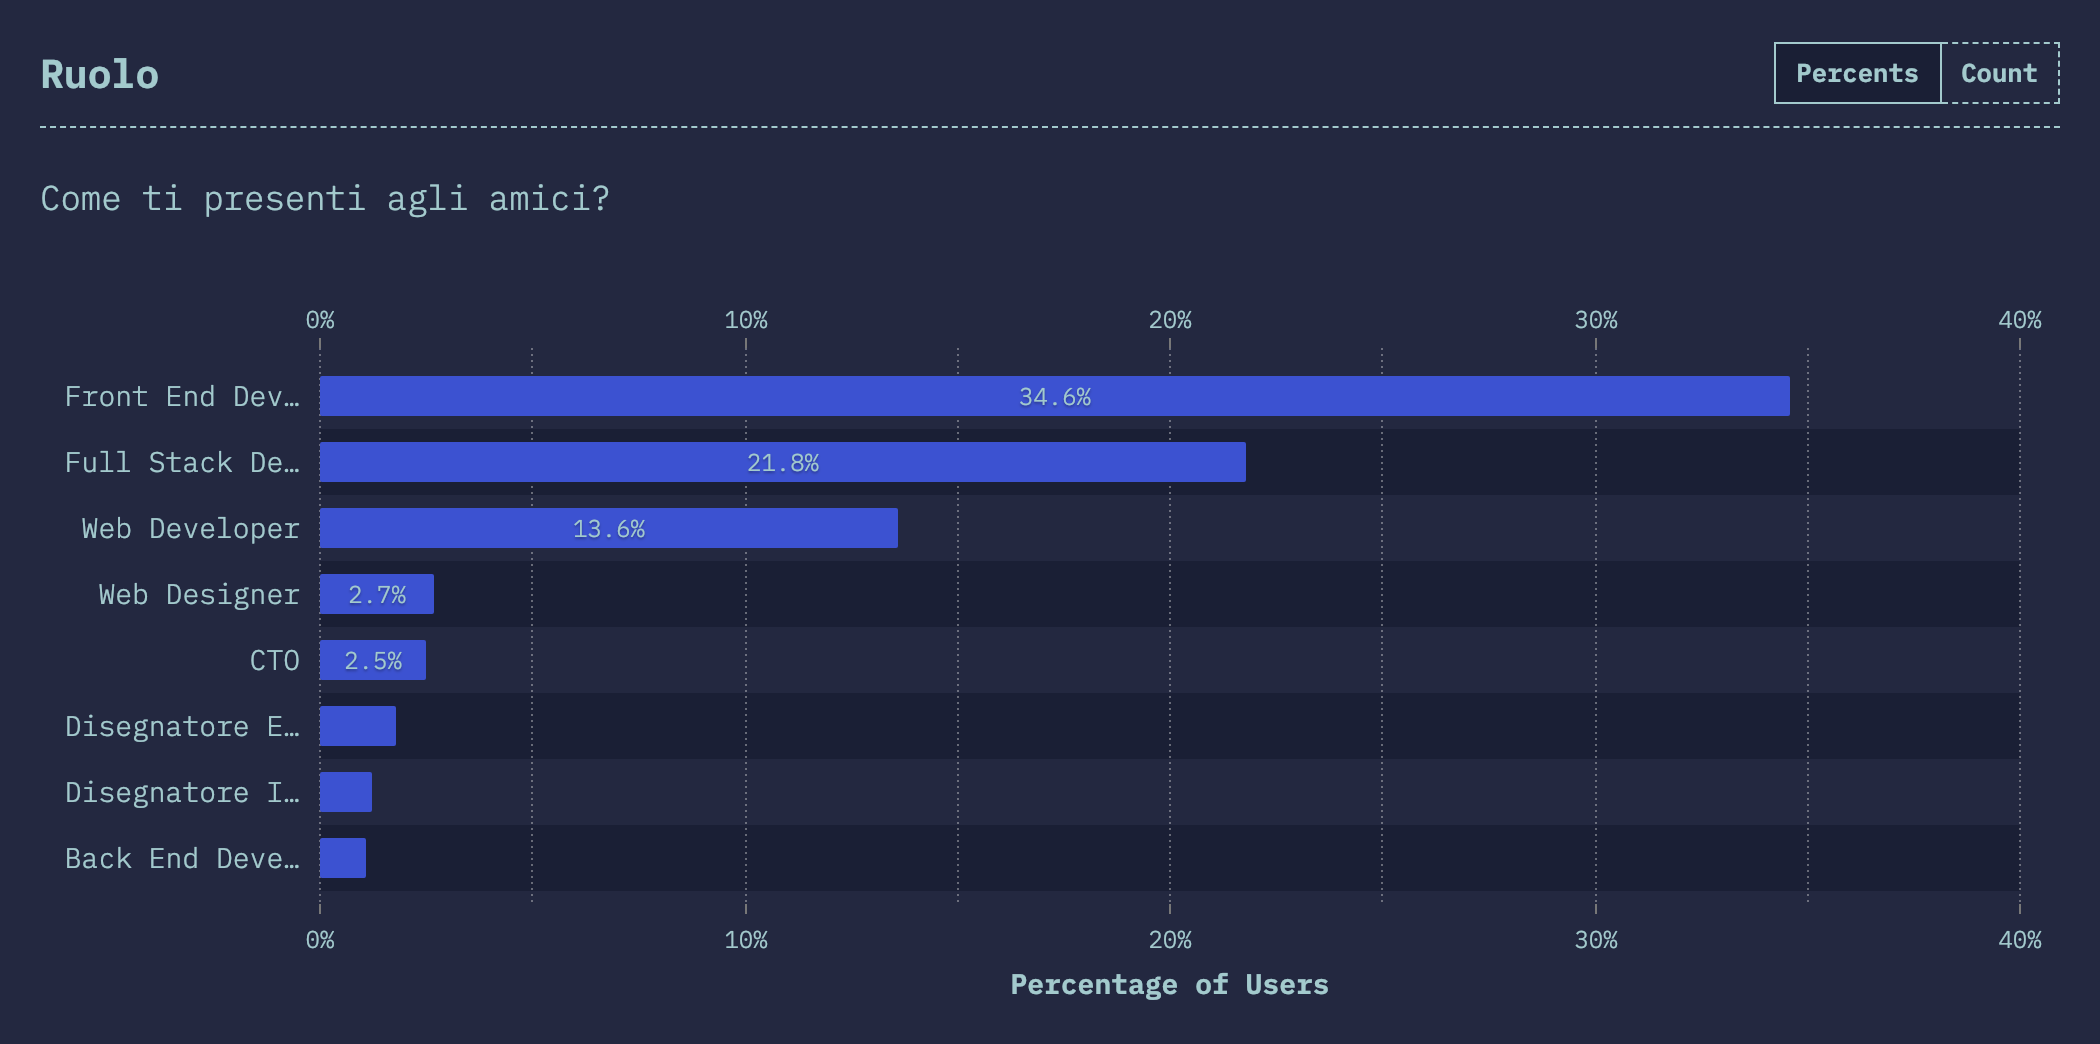 Ruolo
Percents Count
Come ti presenti agli amici?
0% 10% 20% 30% 40%
Front End Dev… 34.6%
Full Stack De… 21.8%
Web Developer 13.6%
Web Designer 2.7%
CTO 2.5%
Disegnatore E…
Disegnatore I…
Back End Deve…
0% 10% 20% 30% 40%
Percentage of Users